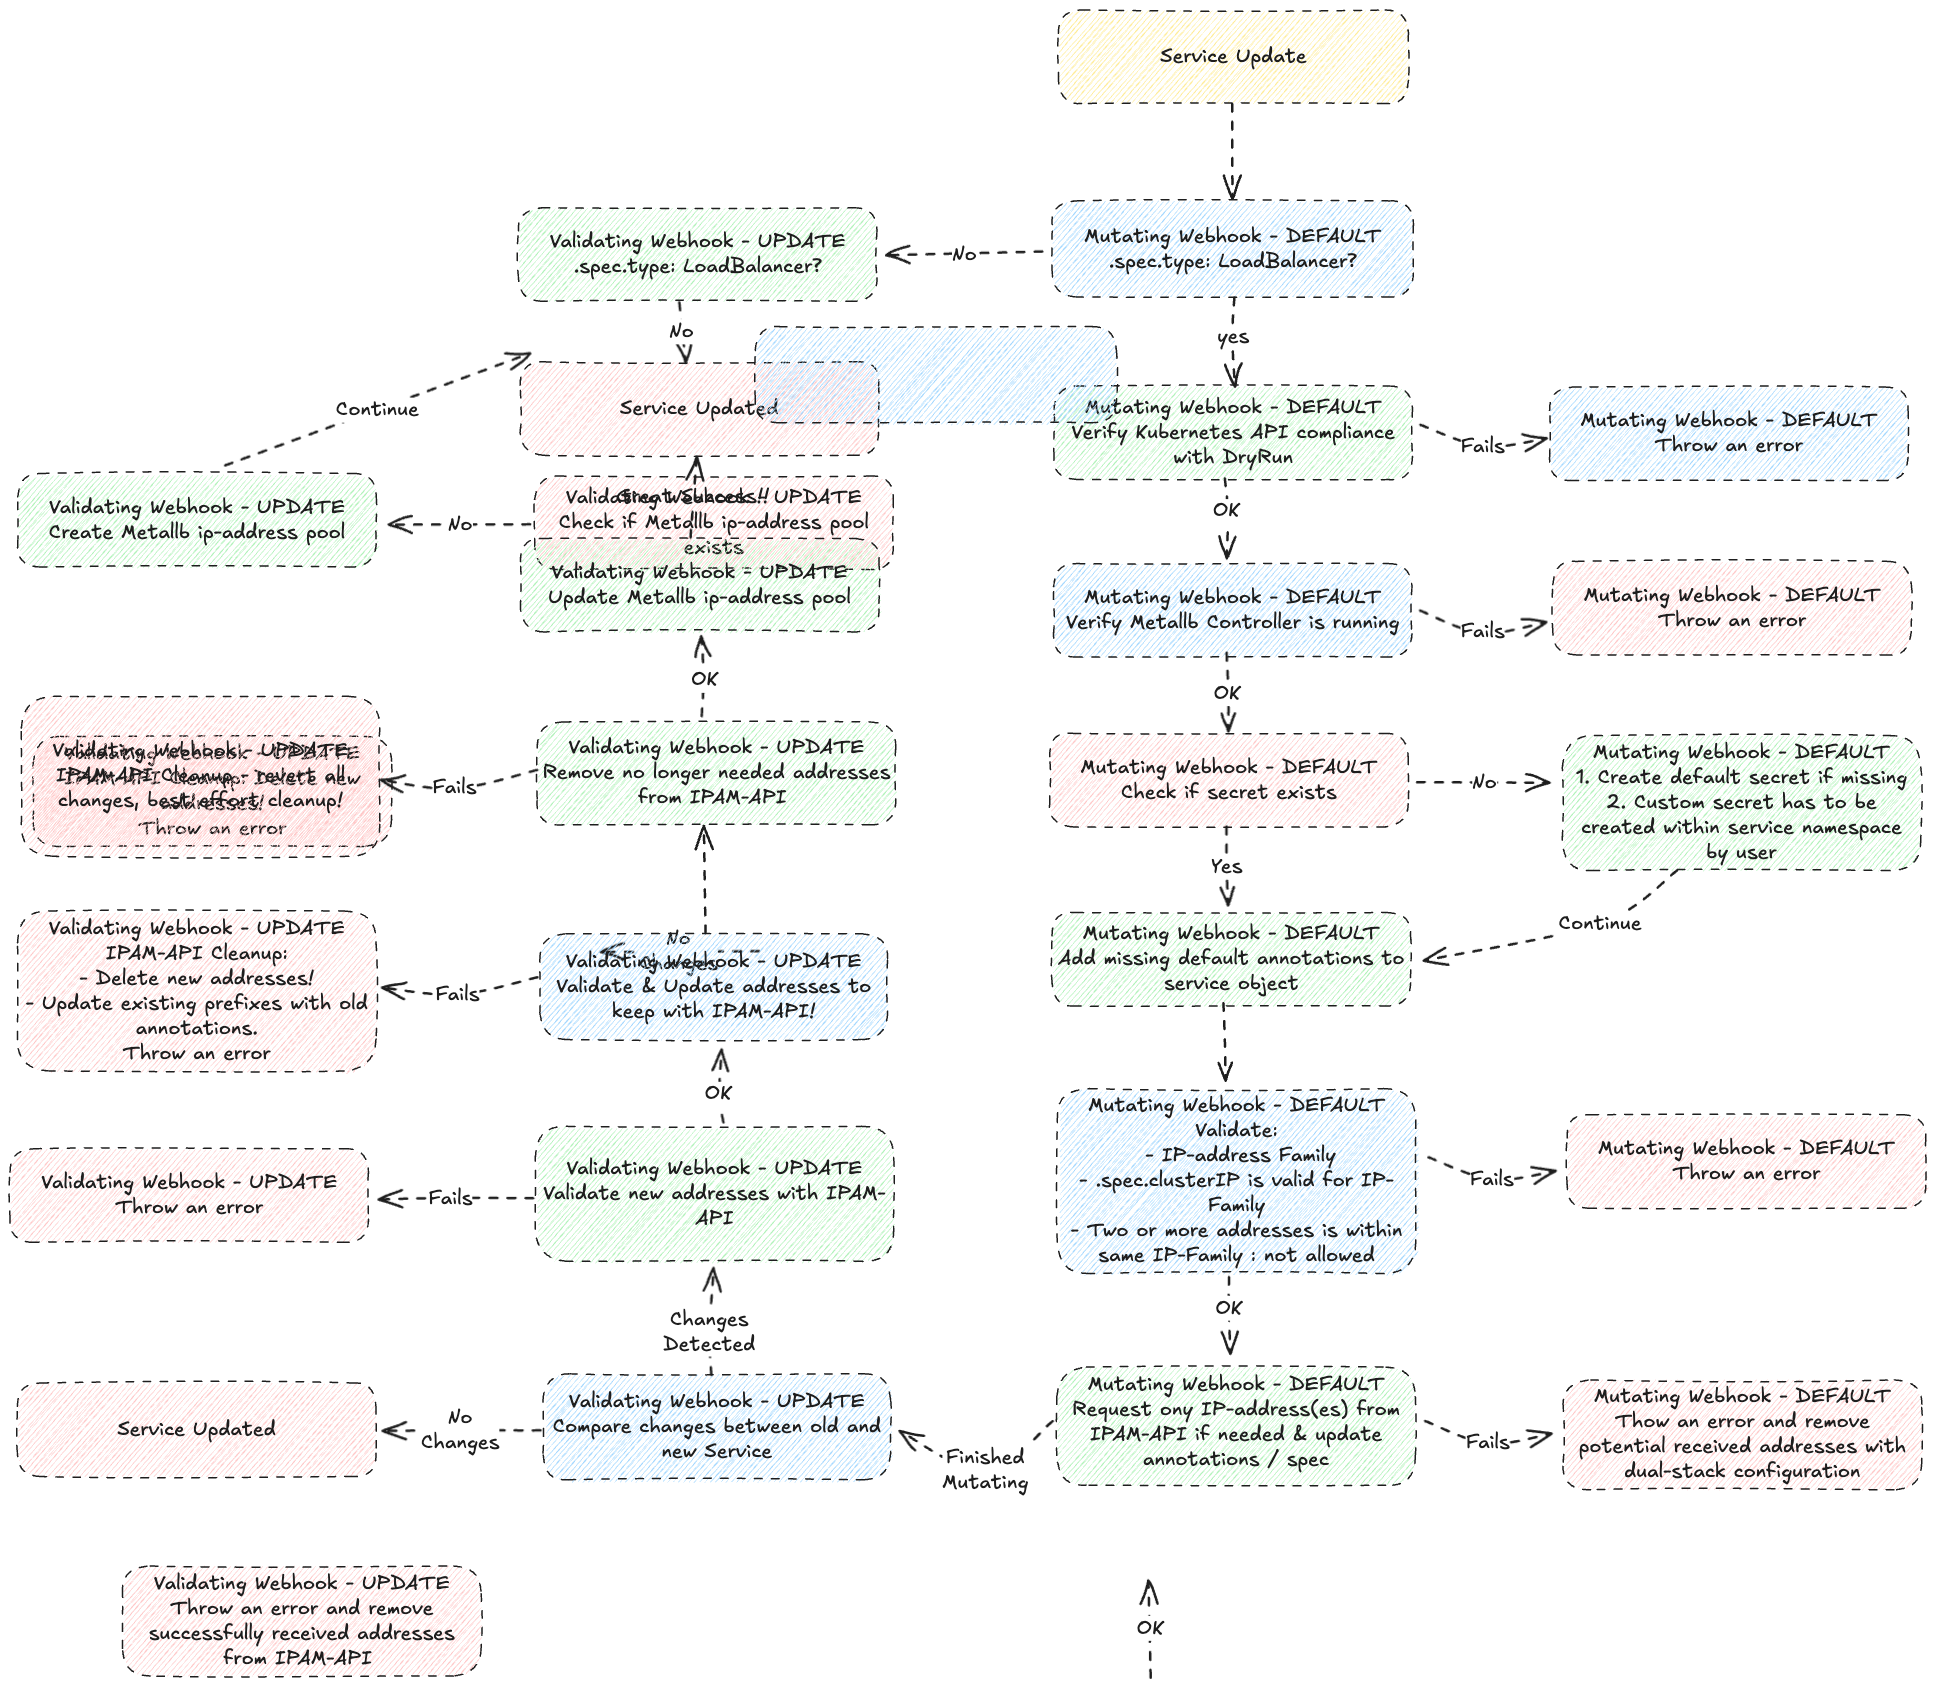 Service Update
Validating Webhook - UPDATE
.spec.type: LoadBalancer?
No
Mutating Webhook - DEFAULT
.spec.type: LoadBalancer?
No
yes
Continue
Service Updated
Mutating Webhook - DEFAULT
Verify Kubernetes API compliance
with DryRun
Fails
Mutating Webhook - DEFAULT
Throw an error
Validating Webhook - UPDATE
Create Metallb ip-address pool
No
Validating Webhook - UPDATE
Check if Metallb ip-address pool
exists
Great Success!!
OK
Validating Webhook - UPDATE
Update Metallb ip-address pool
Mutating Webhook - DEFAULT
Verify Metallb Controller is running
Fails
Mutating Webhook - DEFAULT
Throw an error
OK
OK
Validating Webhook - UPDATE
IPAM-API Cleanup - revert all
changes, best effort cleanup!
Validating Webhook - UPDATE
IPAM-API Cleanup: Delete new
addresses!
Throw an error
Fails
Validating Webhook - UPDATE
Remove no longer needed addresses
from IPAM-API
Mutating Webhook - DEFAULT
Check if secret exists
No
Mutating Webhook - DEFAULT
1. Create default secret if missing
2. Custom secret has to be
created within service namespace
by user
Yes
Continue
Validating Webhook - UPDATE
IPAM-API Cleanup:
- Delete new addresses!
- Update existing prefixes with old
annotations.
Throw an error
Fails
No
Changes
Validating Webhook - UPDATE
Validate & Update addresses to
keep with IPAM-API!
Mutating Webhook - DEFAULT
Add missing default annotations to
service object
OK
Validating Webhook - UPDATE
Throw an error
Fails
Validating Webhook - UPDATE
Validate new addresses with IPAM-
API
Mutating Webhook - DEFAULT
Validate:
- IP-address Family
- .spec.clusterIP is valid for IP-
Family
- Two or more addresses is within
same IP-Family : not allowed
Fails
Mutating Webhook - DEFAULT
Throw an error
Changes
Detected
OK
Service Updated
No
Changes
Validating Webhook - UPDATE
Compare changes between old and
new Service
Finished
Mutating
Mutating Webhook - DEFAULT
Request ony IP-address(es) from
IPAM-API if needed & update
annotations / spec
Fails
Mutating Webhook - DEFAULT
Thow an error and remove
potential received addresses with
dual-stack configuration
Validating Webhook - UPDATE
Throw an error and remove
successfully received addresses
from IPAM-API
OK